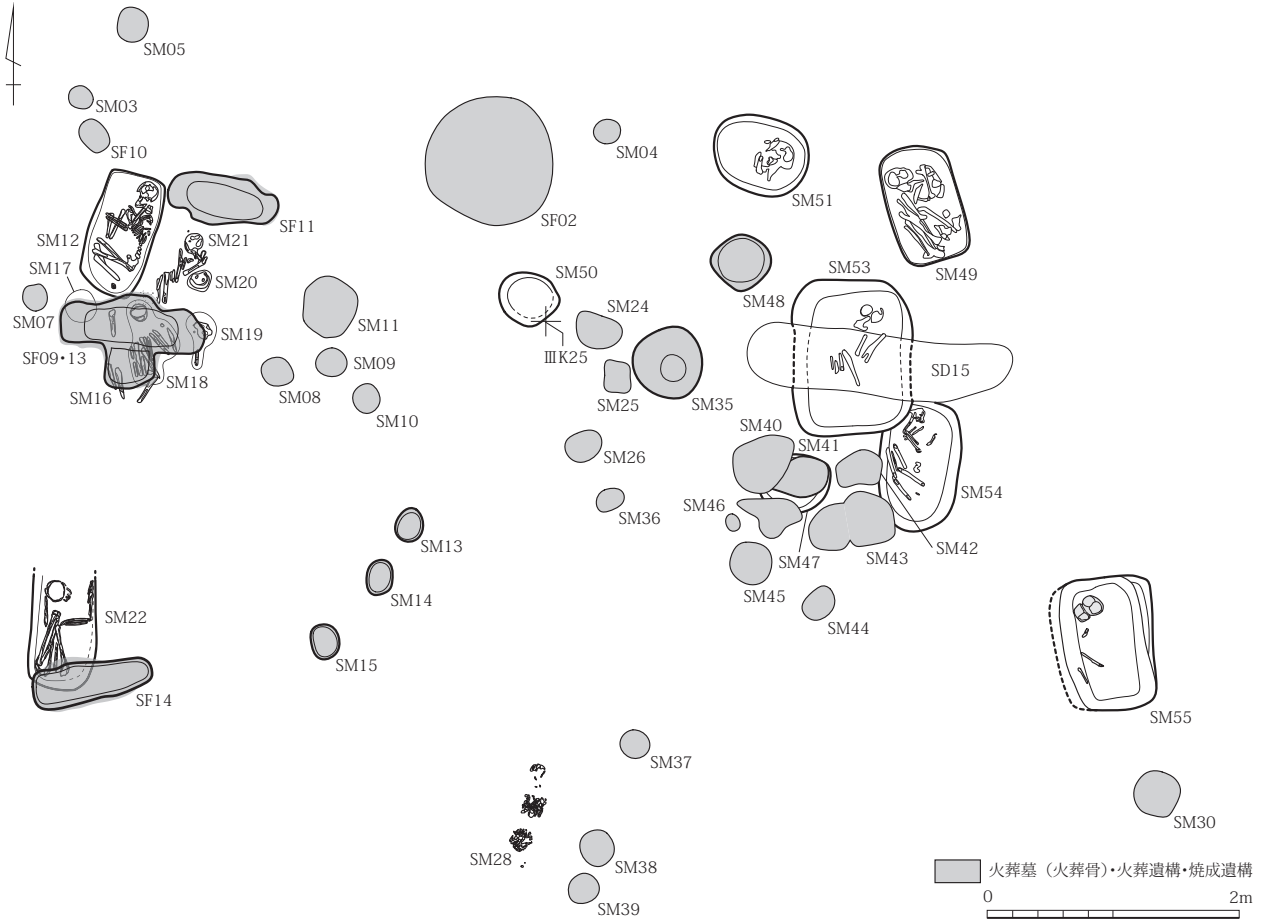 SM05
SM03
SF10
SM04
SF02
SM51
SM49
SF11
SM12
SM21
SM17
SM20
SM07
SM19
SF09・13
SM18
SM16
SM11
SM09
SM08
SM10
SM50
SM24
ⅢK25
SM25
SM35
SM48
SM53
SD15
SM40
SM41
SM26
SM36
SM46
SM54
SM47
SM43
SM42
SM45
SM44
SM13
SM14
SM15
SM22
SF14
SM55
SM37
SM30
SM28
SM38
SM39
火葬墓（火葬骨）・火葬遺構・焼成遺構
0 2m